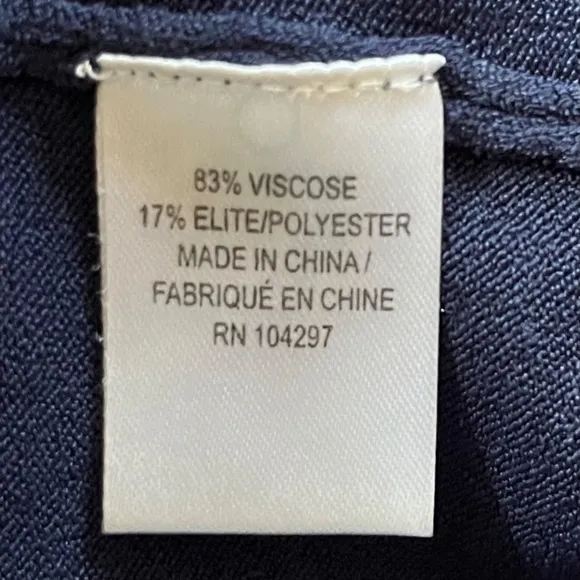 83% VISCOSE
17% ELITE/POLYESTER
MADE IN CHINA /
FABRIQUÉ EN CHINE
RN 104297